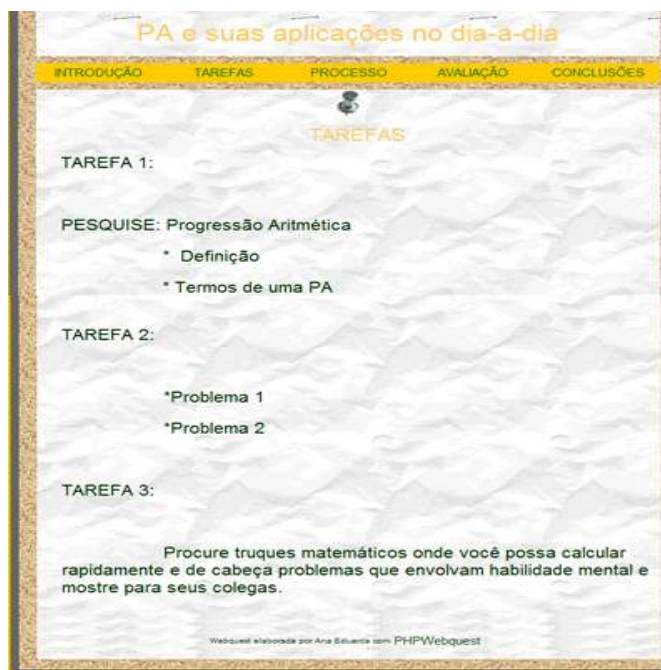 PA e suas aplicações no dia-a-dia
INTRODUÇÃO TAREFAS PROCESSO AVALIAÇÃO CONCLUSÕES
TAREFAS
TAREFA 1:
PESQUISE: Progressão Aritmética
* Definição
* Termos de uma PA
TAREFA 2:
*Problema 1
*Problema 2
TAREFA 3:
Procure truques matemáticos onde você possa calcular
rapidamente e de cabeça problemas que envolvam habilidade mental e
mostre para seus colegas.
Webquest elaborada por Ana Eduarda com PHPWebquest